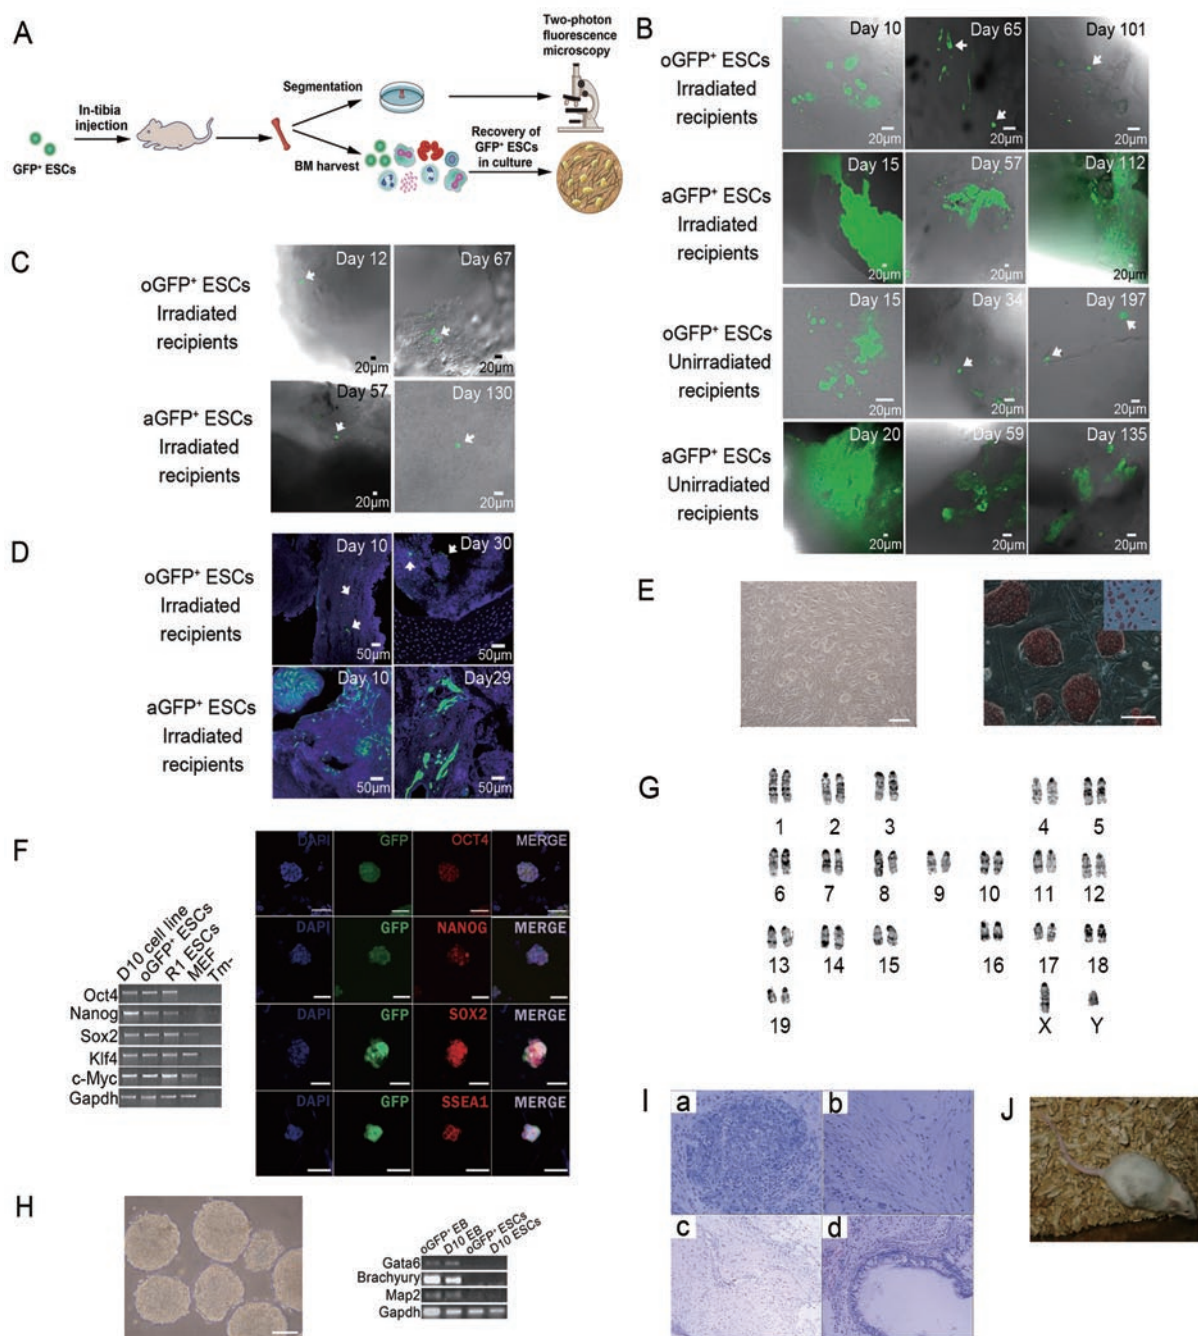 A
Two-photon
fluorescence
microscopy
In-tibia
injection
Segmentation
GFP⁺ ESCs
BM harvest
Recovery of
GFP⁺ ESCs
in culture
B
oGFP⁺ ESCs
Irradiated
recipients
Day 10
Day 65
Day 101
20μm
20μm
20μm
aGFP⁺ ESCs
Irradiated
recipients
Day 15
Day 57
Day 112
20μm
20μm
20μm
oGFP⁺ ESCs
Unirradiated
recipients
Day 15
Day 34
Day 197
20μm
20μm
20μm
aGFP⁺ ESCs
Unirradiated
recipients
Day 20
Day 59
Day 135
20μm
20μm
20μm
C
oGFP⁺ ESCs
Irradiated
recipients
Day 12
Day 67
20μm
20μm
aGFP⁺ ESCs
Irradiated
recipients
Day 57
Day 130
20μm
20μm
D
oGFP⁺ ESCs
Irradiated
recipients
Day 10
Day 30
50μm
50μm
aGFP⁺ ESCs
Irradiated
recipients
Day 10
Day29
50μm
50μm
E
F
D10 cell line
oGFP⁺ ESCs
R1 ESCs
MEF
Tm-
Oct4
Nanog
Sox2
Klf4
c-Myc
Gapdh
DAPI GFP OCT4 MERGE
DAPI GFP NANOG MERGE
DAPI GFP SOX2 MERGE
DAPI GFP SSEA1 MERGE
G
1 2 3 4 5
6 7 8 9 10 11 12
13 14 15 16 17 18
19 X Y
H
oGFP⁺ EB
D10 EB
oGFP⁺ ESCs
D10 ESCs
Gata6
Brachyury
Map2
Gapdh
I
a
b
c
d
J